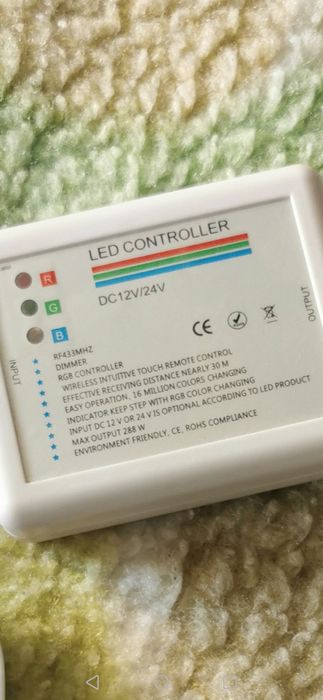 LED CONTROLLER
DC12V/24V
R
G
B
INPUT
OUTPUT
RF433MHZ
DIMMER
RGB CONTROLLER
WIRELESS INTUITIVE TOUCH REMOTE CONTROL
EFFECTIVE RECEIVING DISTANCE NEARLY 30 M
EASY OPERATION, 16 MILLION COLORS CHANGING
INDICATOR KEEP STEP WITH RGB COLOR CHANGING
INPUT DC 12 V OR 24 V IS OPTIONAL ACCORDING TO LED PRODUCT
MAX OUTPUT 288 W
ENVIRONMENT FRIENDLY, CE, ROHS COMPLIANCE
CE